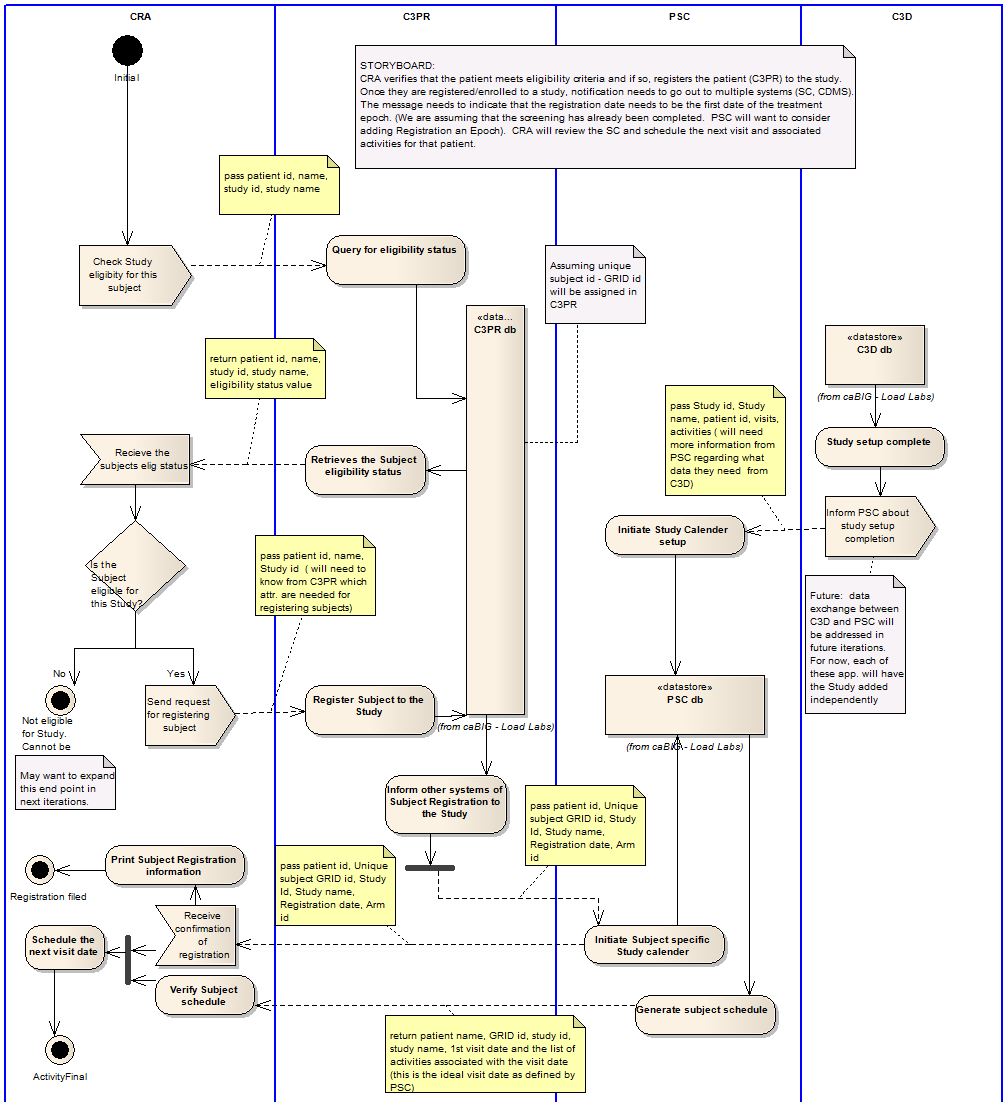 CRA
C3PR
PSC
C3D
Initial
STORYBOARD:
CRA verifies that the patient meets eligibility criteria and if so, registers the patient (C3PR) to the study.
Once they are registered/enrolled to a study, notification needs to go out to multiple systems (SC, CDMS).
The message needs to indicate that the registration date needs to be the first date of the treatment
epoch. (We are assuming that the screening has already been completed.  PSC will want to consider
adding Registration an Epoch).  CRA will review the SC and schedule the next visit and associated
activities for that patient.
pass patient id, name,
study id, study name
Check Study
eligibity for this
subject
Query for eligibility status
Assuming unique
subject id - GRID id
will be assigned in
C3PR
«data...
C3PR db
«datastore»
C3D db
(from caBIG - Load Labs)
return patient id, name,
study id, study name,
eligibility status value
pass Study id, Study
name, patient id, visits,
activities ( will need
more information from
PSC regarding what
data they need  from
C3D)
Study setup complete
Recieve the
subjects elig status
Retrieves the Subject
eligibility status
Inform PSC about
study setup
completion
Initiate Study Calender
setup
Is the
Subject
eligible for
this Study?
pass patient id, name,
Study id  ( will need to
know from C3PR which
attr. are needed for
registering subjects)
Future:  data
exchange between
C3D and PSC will
be addressed in
future iterations.
For now, each of
these app. will have
the Study added
independently
No
Yes
Not eligible
for Study.
Cannot be
Send request
for registering
subject
Register Subject to the
Study
(from caBIG - Load Labs)
«datastore»
PSC db
(from caBIG - Load Labs)
May want to expand
this end point in
next iterations.
Inform other systems of
Subject Registration to
the Study
pass patient id, Unique
subject GRID id, Study
Id, Study name,
Registration date, Arm
id
Print Subject Registration
information
Registration filed
pass patient id, Unique
subject GRID id, Study
Id, Study name,
Registration date, Arm
id
Receive
confirmation
of
registration
Schedule the
next visit date
Initiate Subject specific
Study calender
Verify Subject
schedule
Generate subject schedule
return patient name, GRID id, study id,
study name, 1st visit date and the list of
activities associated with the visit date
(this is the ideal visit date as defined by
PSC)
ActivityFinal